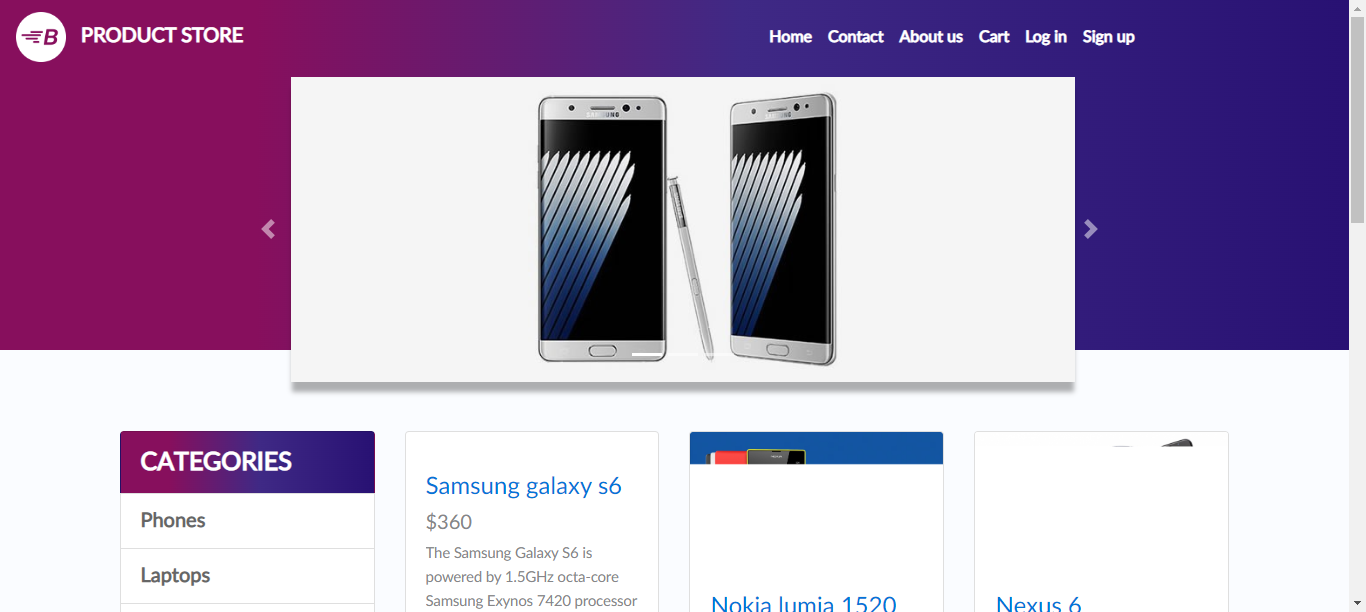 B PRODUCT STORE
Home Contact About us Cart Log in Sign up
SAMSUNG SAMSUNG
CATEGORIES
Phones
Laptops
Samsung galaxy s6
$360
The Samsung Galaxy S6 is
powered by 1.5GHz octa-core
Samsung Exynos 7420 processor
Nokia lumia 1520
Nexus 6